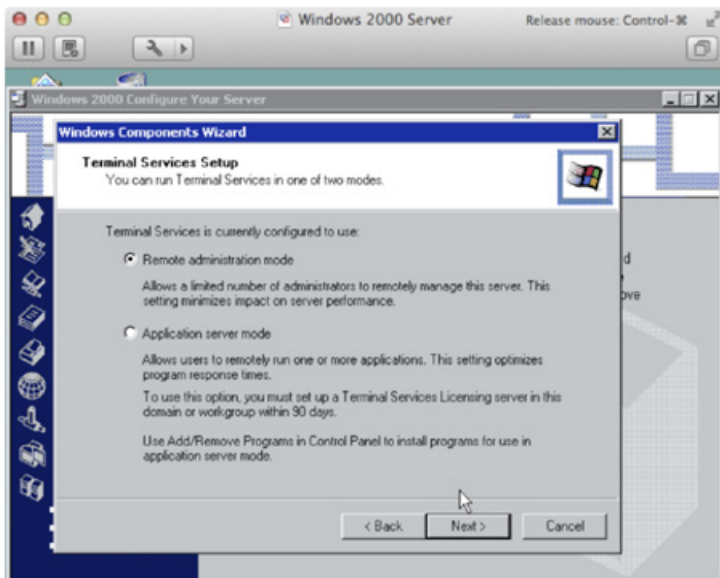 Windows 2000 Server
Release mouse: Control-⌘
Windows 2000 Configure Your Server
Windows Components Wizard
Terminal Services Setup
You can run Terminal Services in one of two modes.
Terminal Services is currently configured to use:
Remote administration mode
Allows a limited number of administrators to remotely manage this server. This
setting minimizes impact on server performance.
Application server mode
Allows users to remotely run one or more applications. This setting optimizes
program response times.
To use this option, you must set up a Terminal Services Licensing server in this
domain or workgroup within 90 days.
Use Add/Remove Programs in Control Panel to install programs for use in
application server mode.
< Back
Next >
Cancel